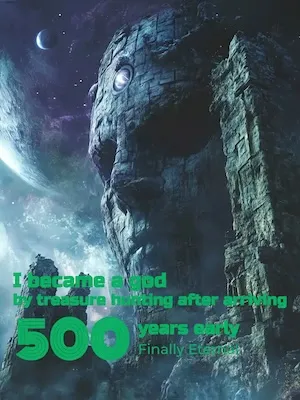 I became a god
by treasure hunting after arriving
500 years early
Finally Eternal